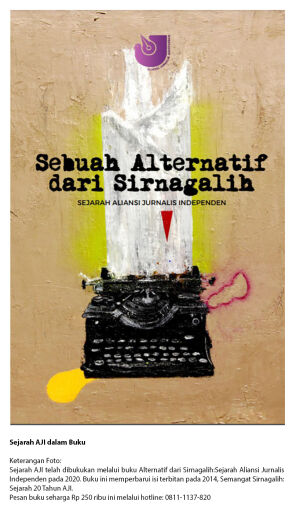 Sebuah Alternatif
dari Sirnagalih
SEJARAH ALIANSI JURNALIS INDEPENDEN
Sejarah AJI dalam Buku
Keterangan Foto:
Sejarah AJI telah dibukukan melalui buku Alternatif dari Sirnagalih:Sejarah Aliansi Jurnalis
Independen pada 2020. Buku ini memperbarui isi terbitan pada 2014, Semangat Sirnagalih:
Sejarah 20 Tahun AJI.
Pesan buku seharga Rp 250 ribu ini melalui hotline: 0811-1137-820